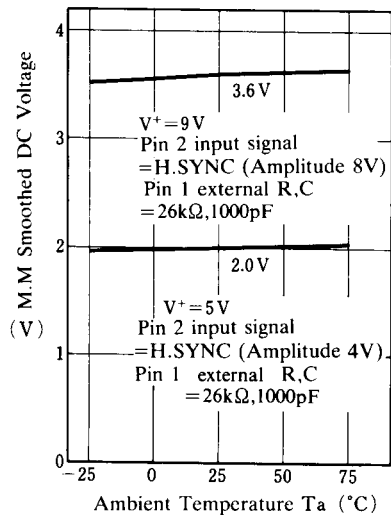 4
3.6 V
V⁺=9V
Pin 2 input signal
=H.SYNC (Amplitude 8V)
Pin 1 external R,C
=26kΩ,1000pF
3
2
2.0 V
V⁺=5V
Pin 2 input signal
=H.SYNC (Amplitude 4V)
Pin 1 external R,C
=26kΩ,1000pF
1
0
M.M Smoothed DC Voltage
(V)
-25 0 25 50 75
Ambient Temperature Ta (°C)